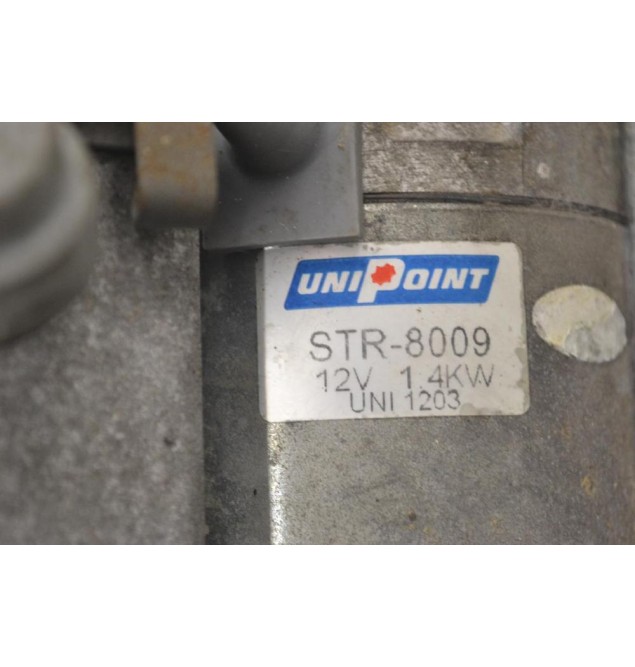 UNIPOINT
STR-8009
12V 1.4KW
UNI 1203